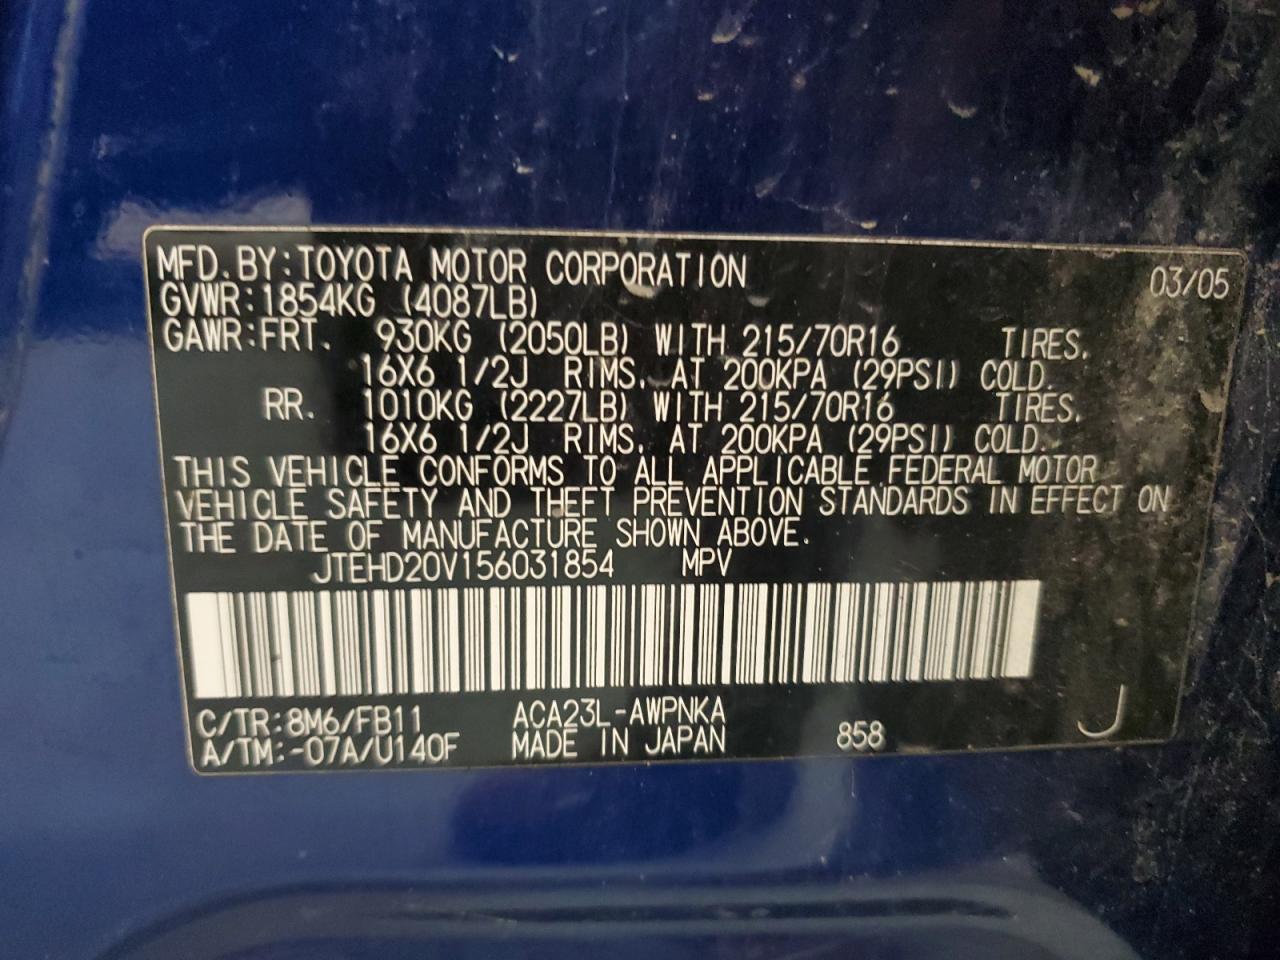 MFD. BY: TOYOTA MOTOR CORPORATION 03/05
GVWR: 1854KG (4087LB)
GAWR: FRT. 930KG (2050LB) WITH 215/70R16 TIRES,
16X6 1/2J RIMS, AT 200KPA (29PSI) COLD.
RR. 1010KG (2227LB) WITH 215/70R16 TIRES,
16X6 1/2J RIMS, AT 200KPA (29PSI) COLD.
THIS VEHICLE CONFORMS TO ALL APPLICABLE FEDERAL MOTOR
VEHICLE SAFETY AND THEFT PREVENTION STANDARDS IN EFFECT ON
THE DATE OF MANUFACTURE SHOWN ABOVE.
JTEHD20V156031854 MPV
C/TR: 8M6/FB11 ACA23L-AWPNKA
A/TM: -07A/U140F MADE IN JAPAN 858 J